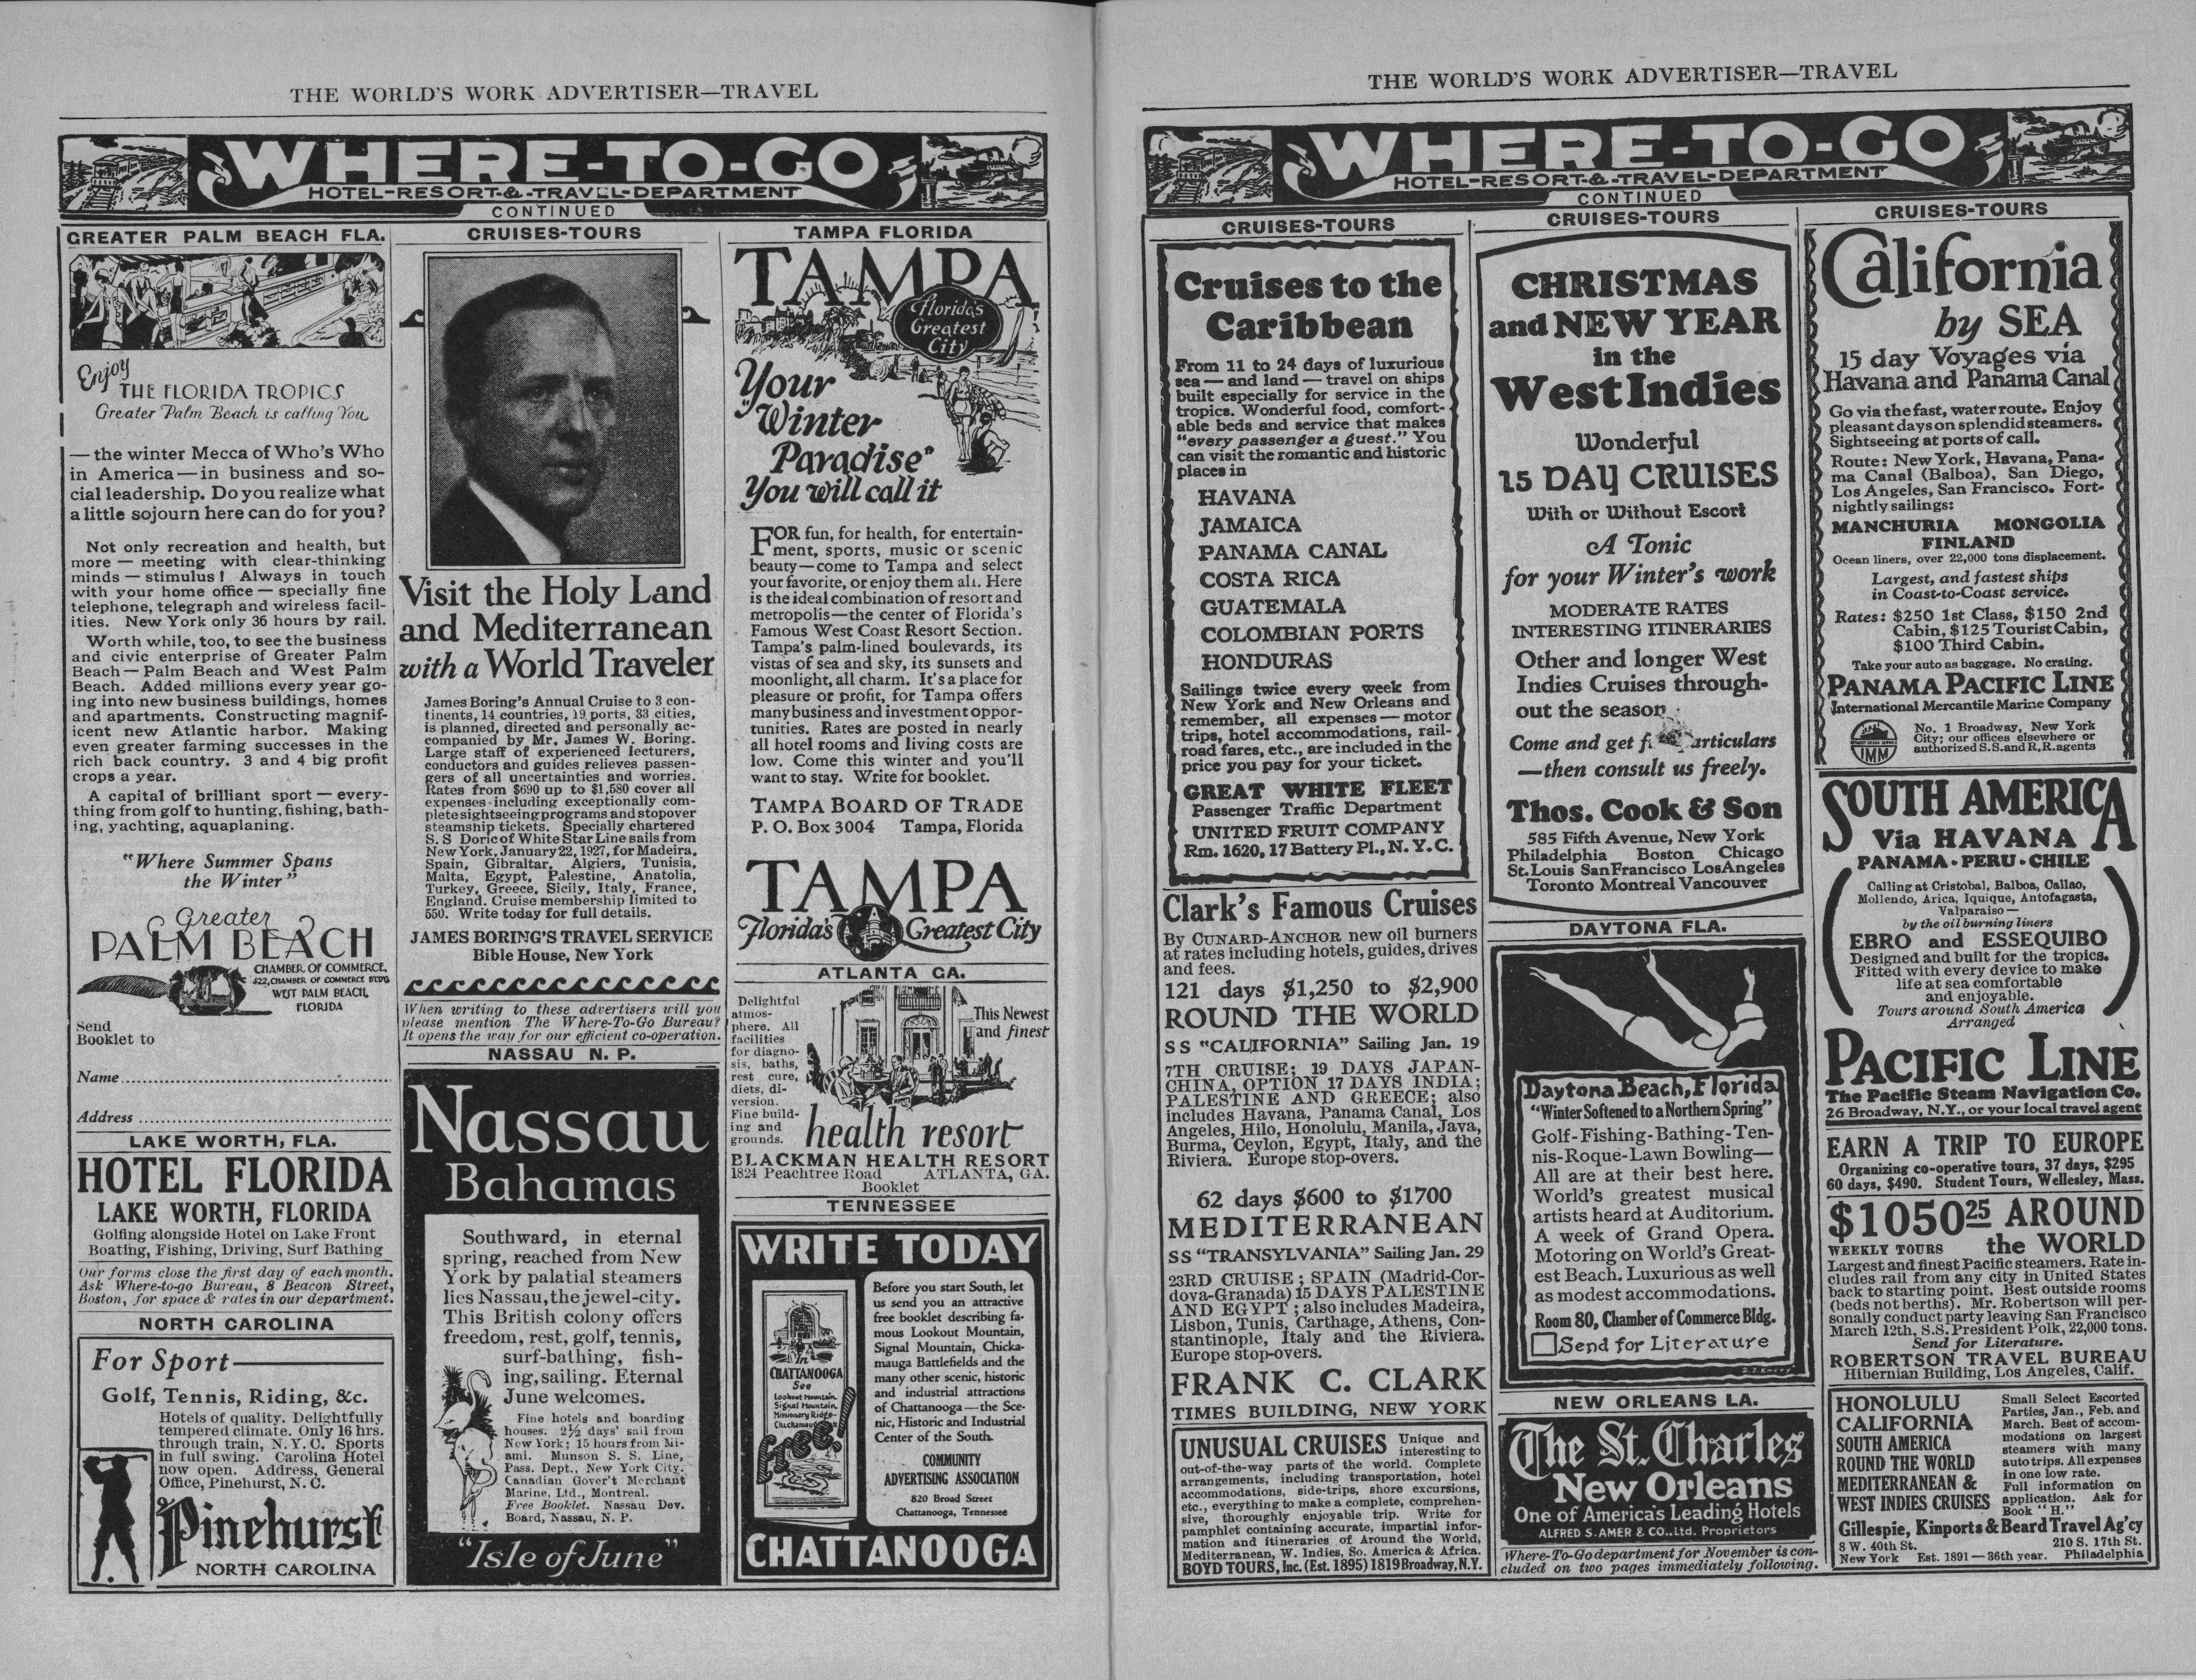 THE WORLD'S WORK ADVERTISER—TRAVEL
WHERE-TO-GO
HOTEL-RESORT-&-TRAVEL-DEPARTMENT
CONTINUED
GREATER PALM BEACH FLA.
Enjoy
THE FLORIDA TROPICS
Greater Palm Beach is calling You
—the winter Mecca of Who's Who
in America—in business and so-
cial leadership. Do you realize what
a little sojourn here can do for you?
Not only recreation and health, but
more — meeting with clear-thinking
minds — stimulus! Always in touch
with your home office — specially fine
telephone, telegraph and wireless facil-
ities. New York only 36 hours by rail.
Worth while, too, to see the business
and civic enterprise of Greater Palm
Beach — Palm Beach and West Palm
Beach. Added millions every year go-
ing into new business buildings, homes
and apartments. Constructing magnif-
icent new Atlantic harbor. Making
even greater farming successes in the
rich back country. 3 and 4 big profit
crops a year.
A capital of brilliant sport — every-
thing from golf to hunting, fishing, bath-
ing, yachting, aquaplaning.
"Where Summer Spans
the Winter"
Greater
PALM BEACH
CHAMBER OF COMMERCE,
522, CHAMBER OF COMMERCE BLDG
WEST PALM BEACH,
FLORIDA
Send
Booklet to
Name
Address
LAKE WORTH, FLA.
HOTEL FLORIDA
LAKE WORTH, FLORIDA
Golfing alongside Hotel on Lake Front
Boating, Fishing, Driving, Surf Bathing
Our forms close the first day of each month.
Ask Where-to-go Bureau, 8 Beacon Street,
Boston, for space & rates in our department.
NORTH CAROLINA
For Sport
Golf, Tennis, Riding, &c.
Hotels of quality. Delightfully
tempered climate. Only 16 hrs.
through train, N.Y.C. Sports
in full swing. Carolina Hotel
now open. Address, General
Office, Pinehurst, N.C.
Pinehurst
NORTH CAROLINA
CRUISES-TOURS
Visit the Holy Land
and Mediterranean
with a World Traveler
James Boring's Annual Cruise to 3 con-
tinents, 14 countries, 19 ports, 33 cities,
is planned, directed and personally ac-
companied by Mr. James W. Boring.
Large staff of experienced lecturers,
conductors and guides relieves passen-
gers of all uncertainties and worries.
Rates from $690 up to $1,580 cover all
expenses including exceptionally com-
plete sightseeing programs and stopover
steamship tickets. Specially chartered
S. S Doric of White Star Line sails from
New York, January 22, 1927, for Madeira,
Spain, Gibraltar, Algiers, Tunisia,
Malta, Egypt, Palestine, Anatolia,
Turkey, Greece, Sicily, Italy, France,
England. Cruise membership limited to
550. Write today for full details.
JAMES BORING'S TRAVEL SERVICE
Bible House, New York
When writing to these advertisers will you
please mention The Where-To-Go Bureau?
It opens the way for our efficient co-operation.
NASSAU N. P.
Nassau
Bahamas
Southward, in eternal
spring, reached from New
York by palatial steamers
lies Nassau, the jewel-city.
This British colony offers
freedom, rest, golf, tennis,
surf-bathing, fish-
ing, sailing. Eternal
June welcomes.
Fine hotels and boarding
houses. 2½ days' sail from
New York; 15 hours from Mi-
ami. Munson S. S. Line,
Pass. Dept., New York City.
Canadian Gover't Merchant
Marine, Ltd., Montreal.
Free Booklet. Nassau Dev.
Board, Nassau, N. P.
"Isle of June"
TAMPA FLORIDA
TAMPA
Florida's
Greatest
City
Your
"Winter
Paradise"
You will call it
FOR fun, for health, for entertain-
ment, sports, music or scenic
beauty—come to Tampa and select
your favorite, or enjoy them all. Here
is the ideal combination of resort and
metropolis—the center of Florida's
Famous West Coast Resort Section.
Tampa's palm-lined boulevards, its
vistas of sea and sky, its sunsets and
moonlight, all charm. It's a place for
pleasure or profit, for Tampa offers
many business and investment oppor-
tunities. Rates are posted in nearly
all hotel rooms and living costs are
low. Come this winter and you'll
want to stay. Write for booklet.
TAMPA BOARD OF TRADE
P. O. Box 3004 Tampa, Florida
TAMPA
Florida's Greatest City
ATLANTA GA.
Delightful
atmos-
phere. All
facilities
for diagno-
sis, baths,
rest cure,
diets, di-
version.
Fine build-
ing and
grounds.
This Newest
and finest
health resort
BLACKMAN HEALTH RESORT
1824 Peachtree Road ATLANTA, GA.
Booklet
TENNESSEE
WRITE TODAY
In
CHATTANOOGA
See
Lookout Mountain
Signal Mountain,
Missionary Ridge-
Free!
Before you start South, let
us send you an attractive
free booklet describing fa-
mous Lookout Mountain,
Signal Mountain, Chicka-
mauga Battlefields and the
many other scenic, historic
and industrial attractions
of Chattanooga—the Sce-
nic, Historic and Industrial
Center of the South.
COMMUNITY
ADVERTISING ASSOCIATION
820 Broad Street
Chattanooga, Tennessee
CHATTANOOGA
THE WORLD'S WORK ADVERTISER—TRAVEL
WHERE-TO-GO
HOTEL-RESORT-&-TRAVEL-DEPARTMENT
CONTINUED
CRUISES-TOURS
Cruises to the
Caribbean
From 11 to 24 days of luxurious
sea — and land — travel on ships
built especially for service in the
tropics. Wonderful food, comfort-
able beds and service that makes
"every passenger a guest." You
can visit the romantic and historic
places in
HAVANA
JAMAICA
PANAMA CANAL
COSTA RICA
GUATEMALA
COLOMBIAN PORTS
HONDURAS
Sailings twice every week from
New York and New Orleans and
remember, all expenses — motor
trips, hotel accommodations, rail-
road fares, etc., are included in the
price you pay for your ticket.
GREAT WHITE FLEET
Passenger Traffic Department
UNITED FRUIT COMPANY
Rm. 1620, 17 Battery Pl., N. Y. C.
Clark's Famous Cruises
By CUNARD-ANCHOR new oil burners
at rates including hotels, guides, drives
and fees.
121 days $1,250 to $2,900
ROUND THE WORLD
SS "CALIFORNIA" Sailing Jan. 19
7TH CRUISE; 19 DAYS JAPAN-
CHINA, OPTION 17 DAYS INDIA;
PALESTINE AND GREECE; also
includes Havana, Panama Canal, Los
Angeles, Hilo, Honolulu, Manila, Java,
Burma, Ceylon, Egypt, Italy, and the
Riviera. Europe stop-overs.
62 days $600 to $1700
MEDITERRANEAN
SS "TRANSYLVANIA" Sailing Jan. 29
23RD CRUISE; SPAIN (Madrid-Cor-
dova-Granada) 15 DAYS PALESTINE
AND EGYPT; also includes Madeira,
Lisbon, Tunis, Carthage, Athens, Con-
stantinople, Italy and the Riviera.
Europe stop-overs.
FRANK C. CLARK
TIMES BUILDING, NEW YORK
UNUSUAL CRUISES Unique and
interesting to
out-of-the-way parts of the world. Complete
arrangements, including transportation, hotel
accommodations, side-trips, shore excursions,
etc., everything to make a complete, comprehen-
sive, thoroughly enjoyable trip. Write for
pamphlet containing accurate, impartial infor-
mation and itineraries of Around the World,
Mediterranean, W. Indies, So. America & Africa.
BOYD TOURS, Inc. (Est. 1895) 1819 Broadway, N.Y.
CRUISES-TOURS
CHRISTMAS
and NEW YEAR
in the
West Indies
Wonderful
15 DAY CRUISES
With or Without Escort
A Tonic
for your Winter's work
MODERATE RATES
INTERESTING ITINERARIES
Other and longer West
Indies Cruises through-
out the season
Come and get articulars
—then consult us freely.
Thos. Cook & Son
585 Fifth Avenue, New York
Philadelphia Boston Chicago
St. Louis San Francisco Los Angeles
Toronto Montreal Vancouver
DAYTONA FLA.
Daytona Beach, Florida
"Winter Softened to a Northern Spring"
Golf-Fishing-Bathing-Ten-
nis-Roque-Lawn Bowling—
All are at their best here.
World's greatest musical
artists heard at Auditorium.
A week of Grand Opera.
Motoring on World's Great-
est Beach. Luxurious as well
as modest accommodations.
Room 80, Chamber of Commerce Bldg.
Send for Literature
NEW ORLEANS LA.
The St. Charles
New Orleans
One of America's Leading Hotels
ALFRED S. AMER & CO., Ltd. Proprietors
Where-To-Go department for November is con-
cluded on two pages immediately following.
CRUISES-TOURS
California
by SEA
15 day Voyages via
Havana and Panama Canal
Go via the fast, water route. Enjoy
pleasant days on splendid steamers.
Sightseeing at ports of call.
Route: New York, Havana, Pana-
ma Canal (Balboa), San Diego,
Los Angeles, San Francisco. Fort-
nightly sailings:
MANCHURIA MONGOLIA
FINLAND
Ocean liners, over 22,000 tons displacement.
Largest, and fastest ships
in Coast-to-Coast service.
Rates: $250 1st Class, $150 2nd
Cabin, $125 Tourist Cabin,
$100 Third Cabin.
Take your auto as baggage. No crating.
PANAMA PACIFIC LINE
International Mercantile Marine Company
IMM
No. 1 Broadway, New York
City; our offices elsewhere or
authorized S.S. and R.R. agents
SOUTH AMERICA
Via HAVANA
PANAMA · PERU · CHILE
Calling at Cristobal, Balboa, Callao,
Mollendo, Arica, Iquique, Antofagasta,
Valparaiso—
by the oil burning liners
EBRO and ESSEQUIBO
Designed and built for the tropics.
Fitted with every device to make
life at sea comfortable
and enjoyable.
Tours around South America
Arranged
PACIFIC LINE
The Pacific Steam Navigation Co.
26 Broadway, N.Y., or your local travel agent
EARN A TRIP TO EUROPE
Organizing co-operative tours, 37 days, $295
60 days, $490. Student Tours, Wellesley, Mass.
$1050 25 AROUND
WEEKLY TOURS the WORLD
Largest and finest Pacific steamers. Rate in-
cludes rail from any city in United States
back to starting point. Best outside rooms
(beds not berths). Mr. Robertson will per-
sonally conduct party leaving San Francisco
March 12th, S.S. President Polk, 22,000 tons.
Send for Literature.
ROBERTSON TRAVEL BUREAU
Hibernian Building, Los Angeles, Calif.
HONOLULU
CALIFORNIA
SOUTH AMERICA
ROUND THE WORLD
MEDITERRANEAN &
WEST INDIES CRUISES
Small Select Escorted
Parties, Jan., Feb. and
March. Best of accom-
modations on largest
steamers with many
auto trips. All expenses
in one low rate.
Full information on
application. Ask for
Book "H."
Gillespie, Kinports & Beard Travel Ag'cy
8 W. 40th St. 210 S. 17th St.
New York Est. 1891—36th year. Philadelphia